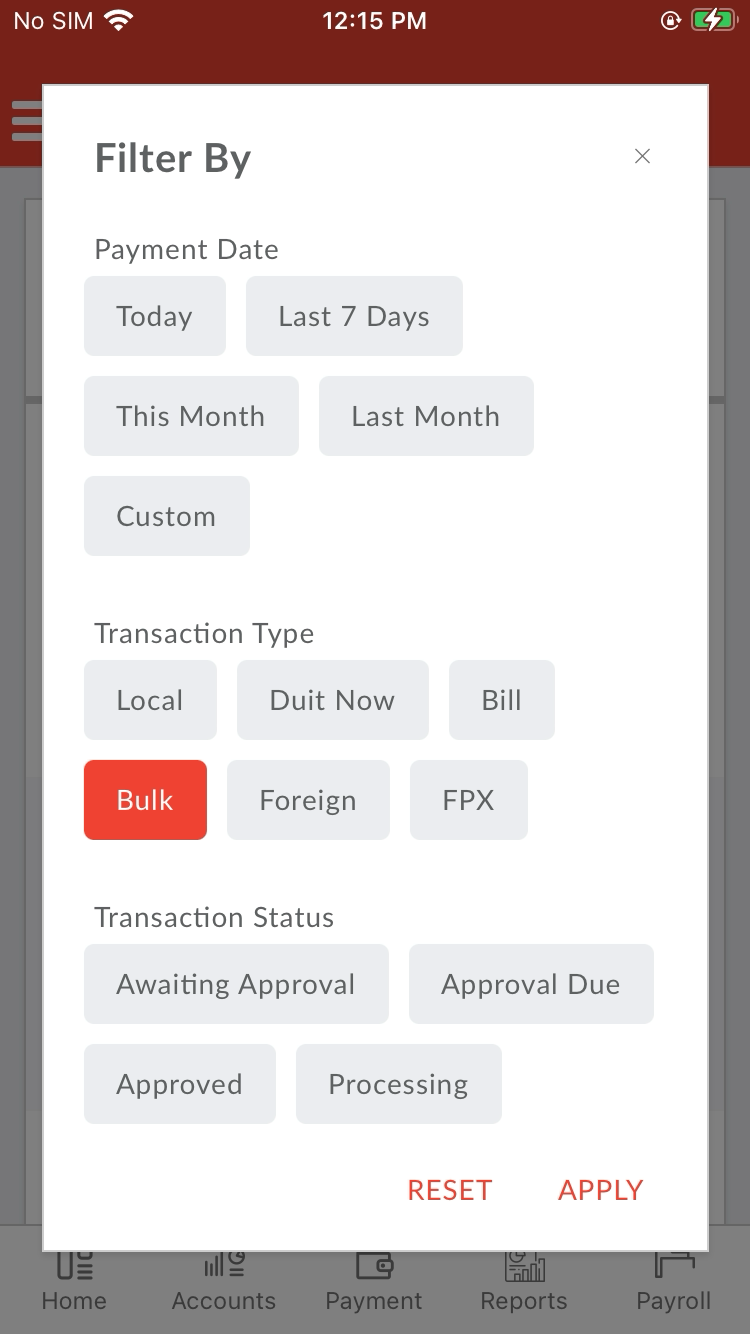 No SIM 12:15 PM
Filter By
Payment Date
Today Last 7 Days
This Month Last Month
Custom
Transaction Type
Local Duit Now Bill
Bulk Foreign FPX
Transaction Status
Awaiting Approval Approval Due
Approved Processing
RESET APPLY
Home Accounts Payment Reports Payroll